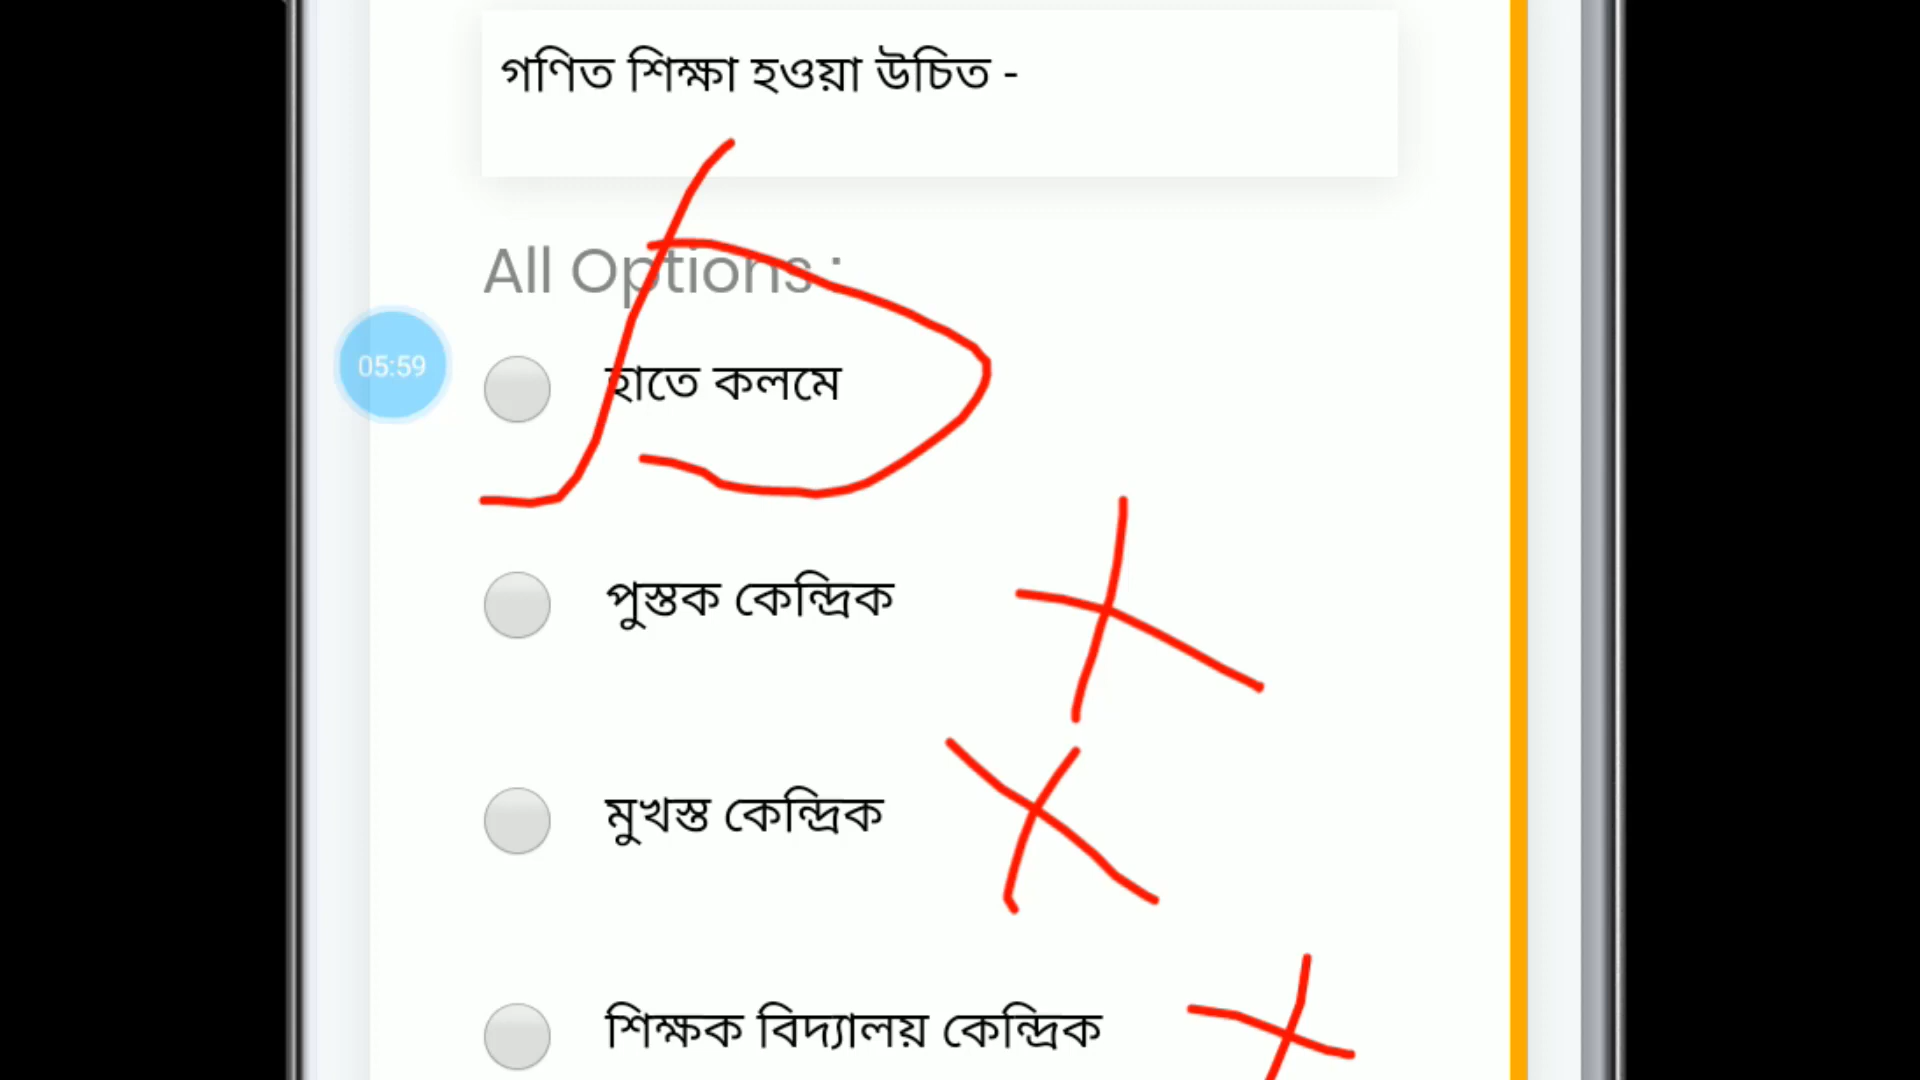 গণিত শিক্ষা হওয়া উচিত -
All Options :
05:59
হাতে কলমে
পুস্তক কেন্দ্রিক
মুখস্ত কেন্দ্রিক
শিক্ষক বিদ্যালয় কেন্দ্রিক